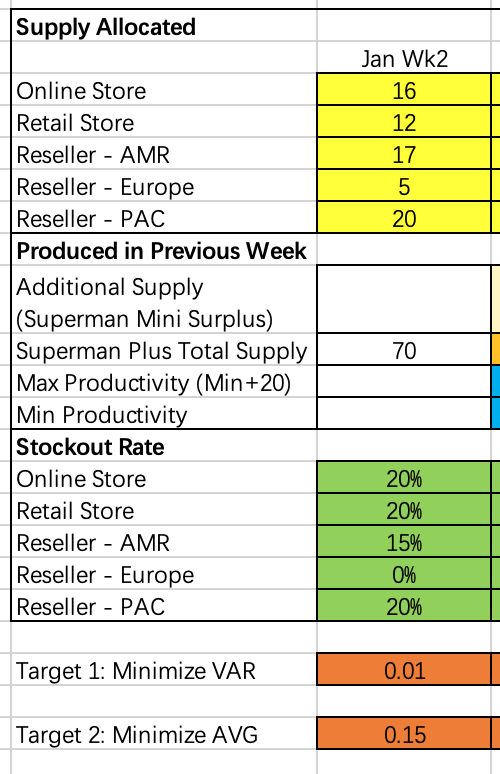 Supply Allocated
Jan Wk2
Online Store 16
Retail Store 12
Reseller - AMR 17
Reseller - Europe 5
Reseller - PAC 20
Produced in Previous Week
Additional Supply
(Superman Mini Surplus)
Superman Plus Total Supply 70
Max Productivity (Min+20)
Min Productivity
Stockout Rate
Online Store 20%
Retail Store 20%
Reseller - AMR 15%
Reseller - Europe 0%
Reseller - PAC 20%
Target 1: Minimize VAR 0.01
Target 2: Minimize AVG 0.15